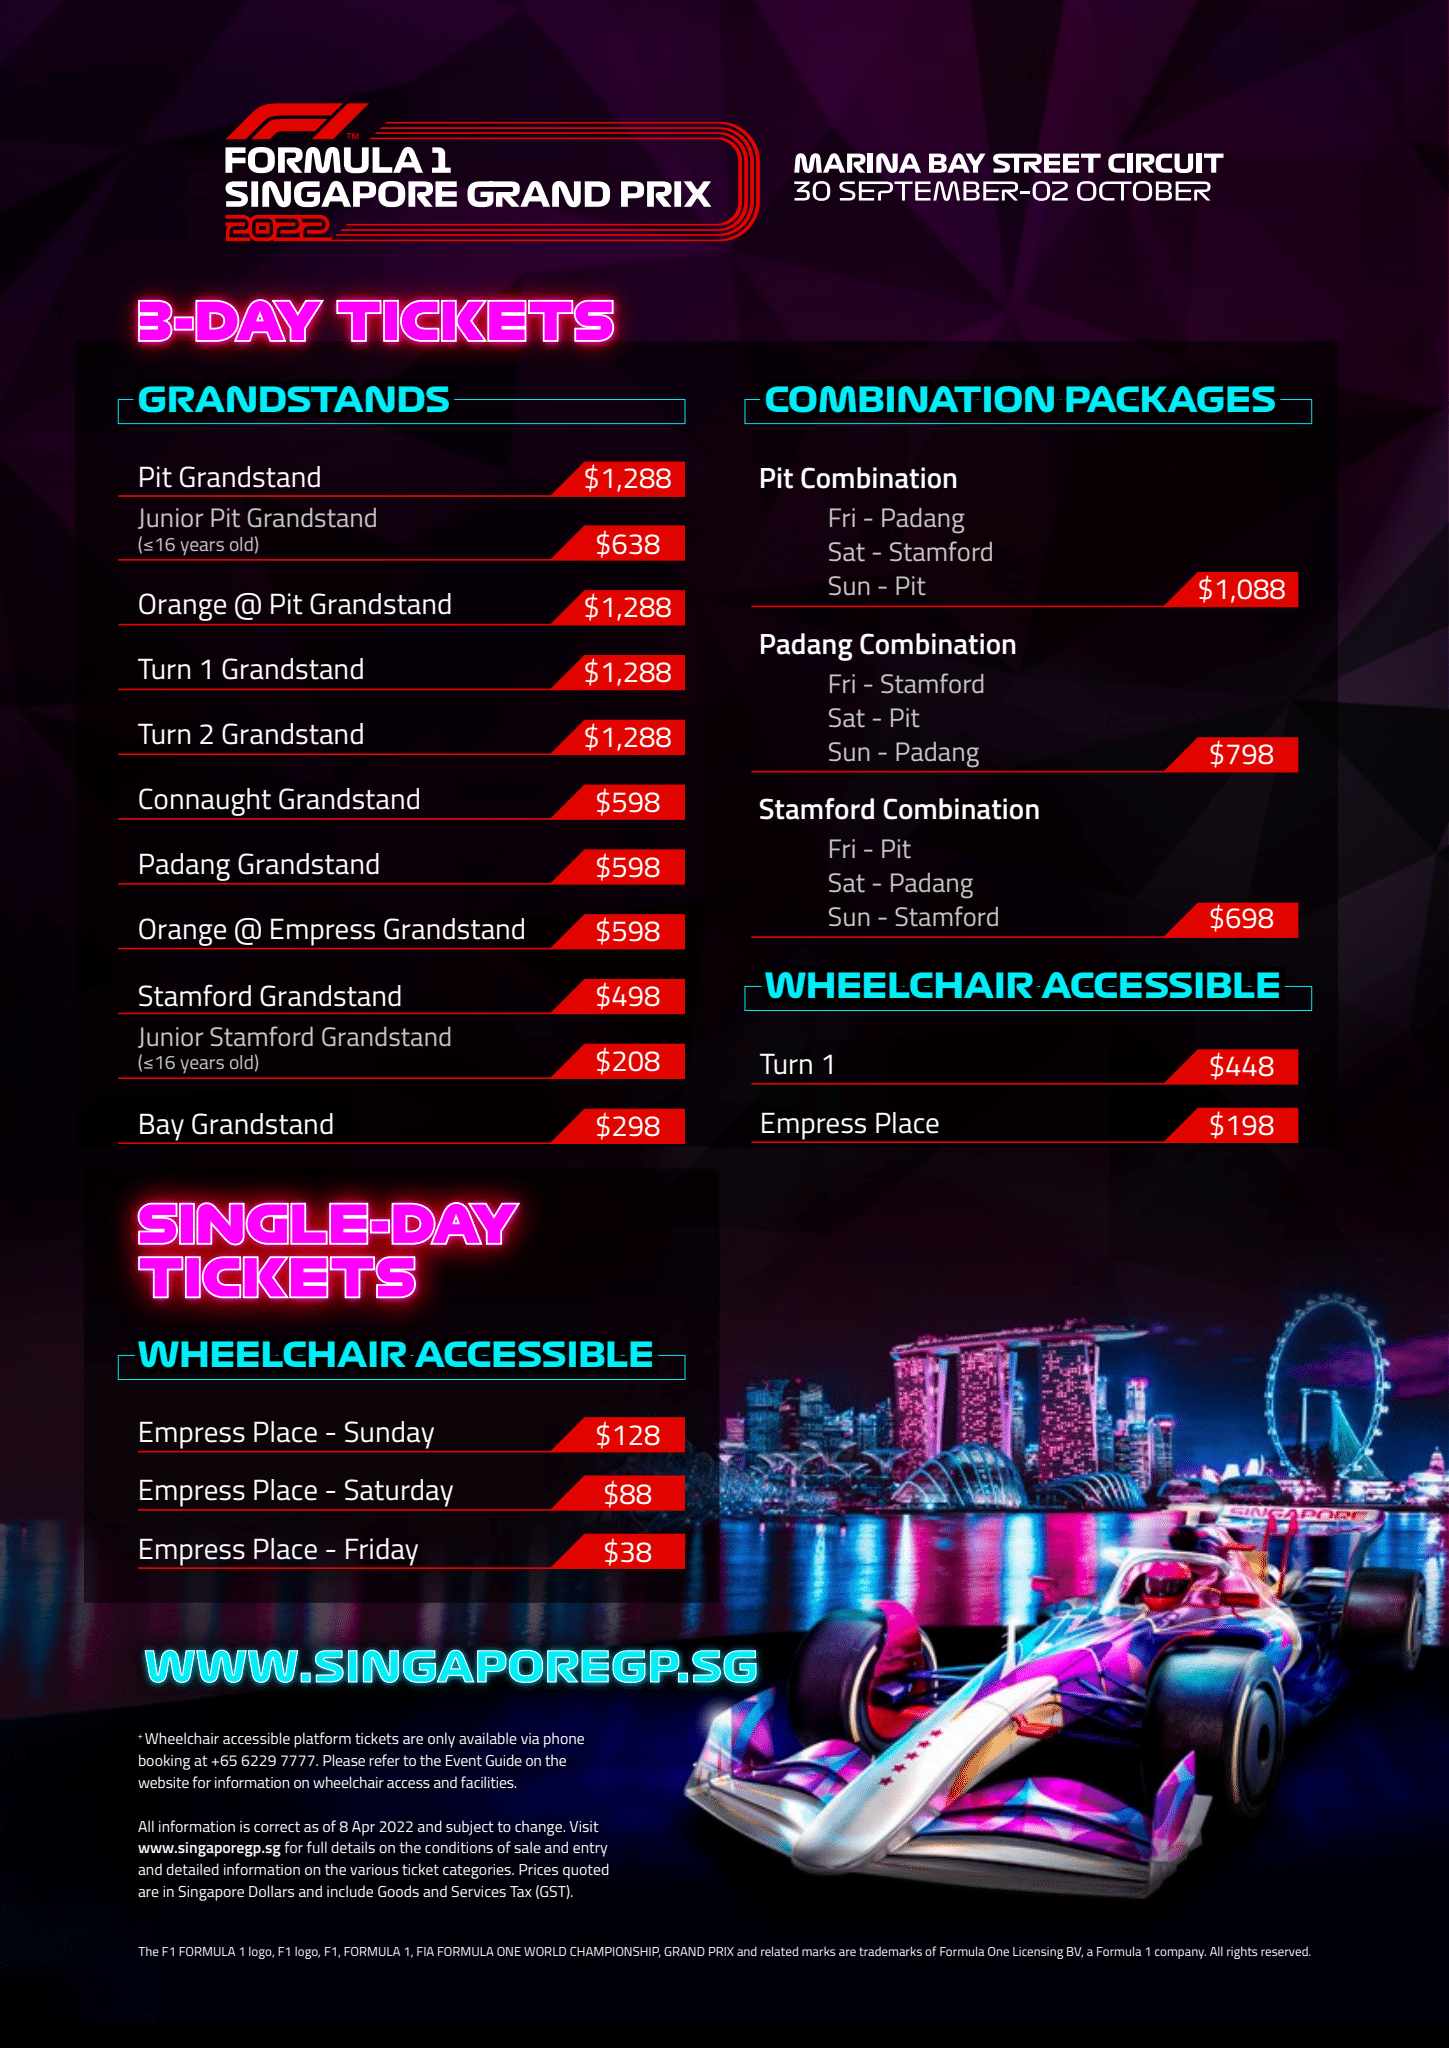 FORMULA 1
SINGAPORE GRAND PRIX
2022
TM
MARINA BAY STREET CIRCUIT
30 SEPTEMBER-02 OCTOBER
3-DAY TICKETS
GRANDSTANDS
Pit Grandstand $1,288
Junior Pit Grandstand
(≤16 years old) $638
Orange @ Pit Grandstand $1,288
Turn 1 Grandstand $1,288
Turn 2 Grandstand $1,288
Connaught Grandstand $598
Padang Grandstand $598
Orange @ Empress Grandstand $598
Stamford Grandstand $498
Junior Stamford Grandstand
(≤16 years old) $208
Bay Grandstand $298
COMBINATION PACKAGES
Pit Combination
Fri - Padang
Sat - Stamford
Sun - Pit $1,088
Padang Combination
Fri - Stamford
Sat - Pit
Sun - Padang $798
Stamford Combination
Fri - Pit
Sat - Padang
Sun - Stamford $698
WHEELCHAIR ACCESSIBLE
Turn 1 $448
Empress Place $198
SINGLE-DAY
TICKETS
WHEELCHAIR ACCESSIBLE
Empress Place - Sunday $128
Empress Place - Saturday $88
Empress Place - Friday $38
SINGAPORE
WWW.SINGAPOREGP.SG
+Wheelchair accessible platform tickets are only available via phone
booking at +65 6229 7777. Please refer to the Event Guide on the
website for information on wheelchair access and facilities.
All information is correct as of 8 Apr 2022 and subject to change. Visit
www.singaporegp.sg for full details on the conditions of sale and entry
and detailed information on the various ticket categories. Prices quoted
are in Singapore Dollars and include Goods and Services Tax (GST).
The F1 FORMULA 1 logo, F1 logo, F1, FORMULA 1, FIA FORMULA ONE WORLD CHAMPIONSHIP, GRAND PRIX and related marks are trademarks of Formula One Licensing BV, a Formula 1 company. All rights reserved.